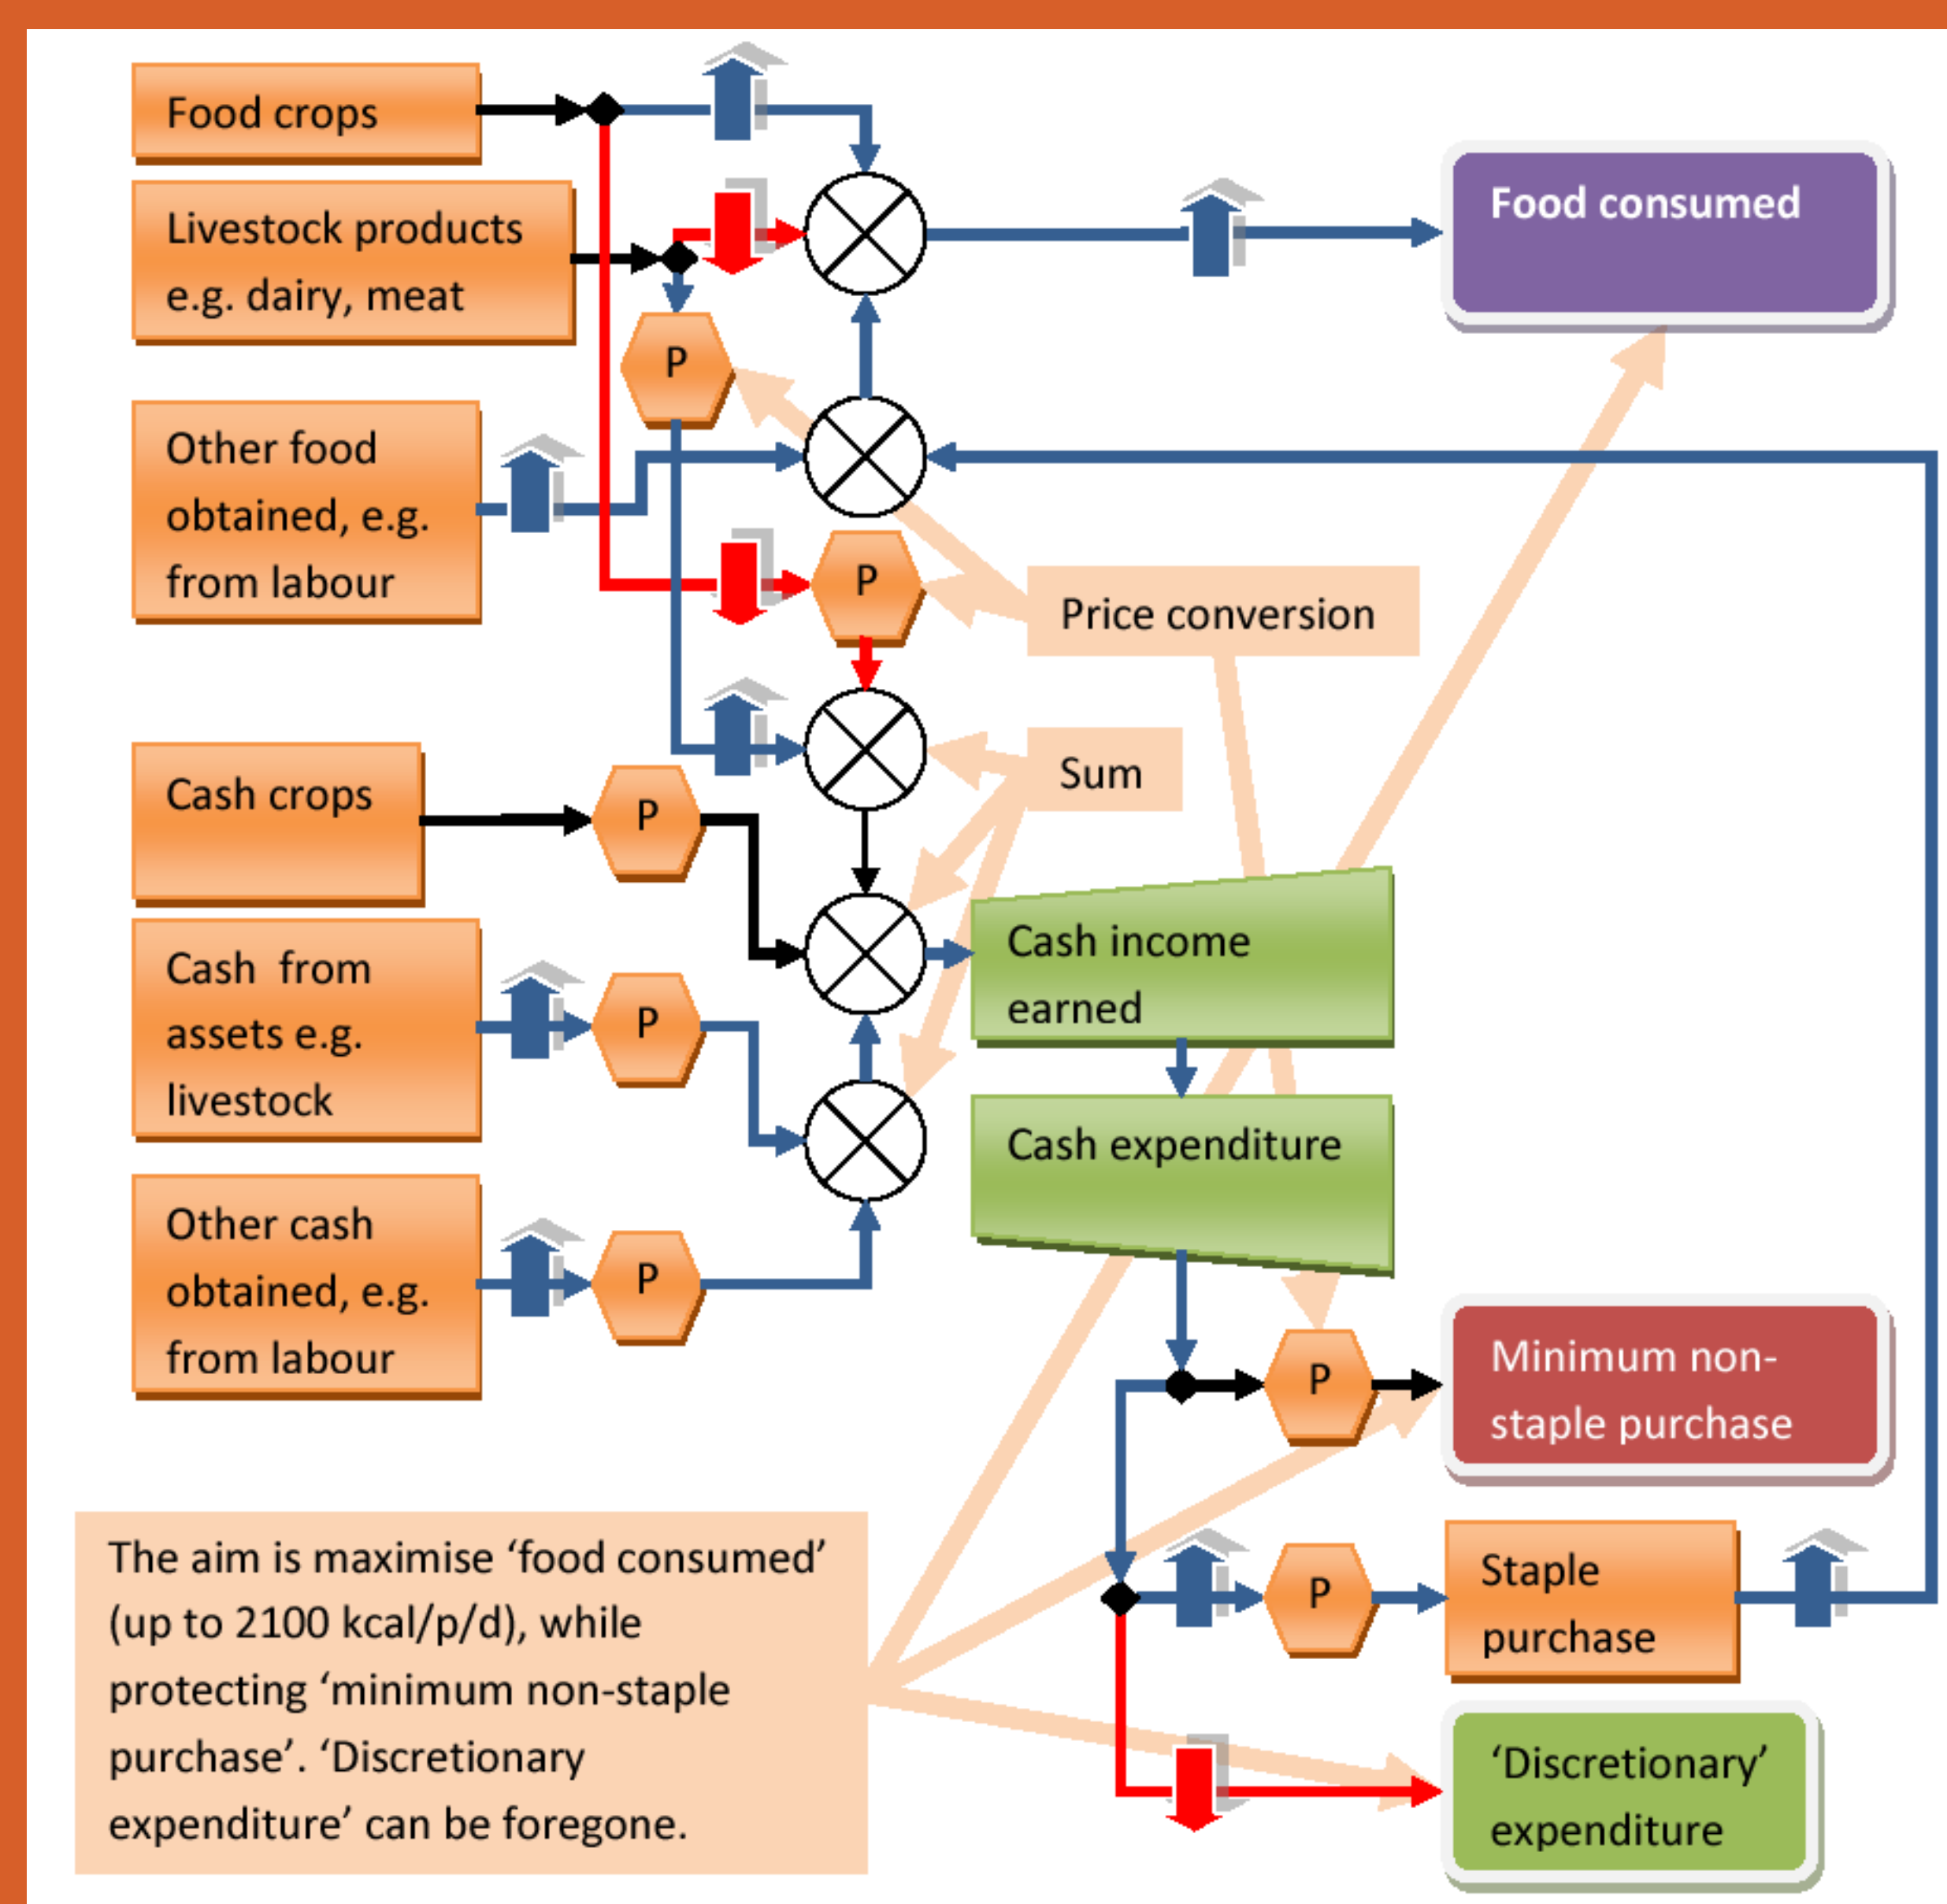 Food crops
Food consumed
Livestock products
e.g. dairy, meat
P
Other food
obtained, e.g.
from labour
P
Price conversion
Sum
Cash crops
P
Cash income
earned
Cash from
assets e.g.
livestock
P
Cash expenditure
Other cash
obtained, e.g.
from labour
P
P
Minimum non-
staple purchase
The aim is maximise ‘food consumed’
(up to 2100 kcal/p/d), while
protecting ‘minimum non-staple
purchase’. ‘Discretionary
expenditure’ can be foregone.
P
Staple
purchase
‘Discretionary’
expenditure